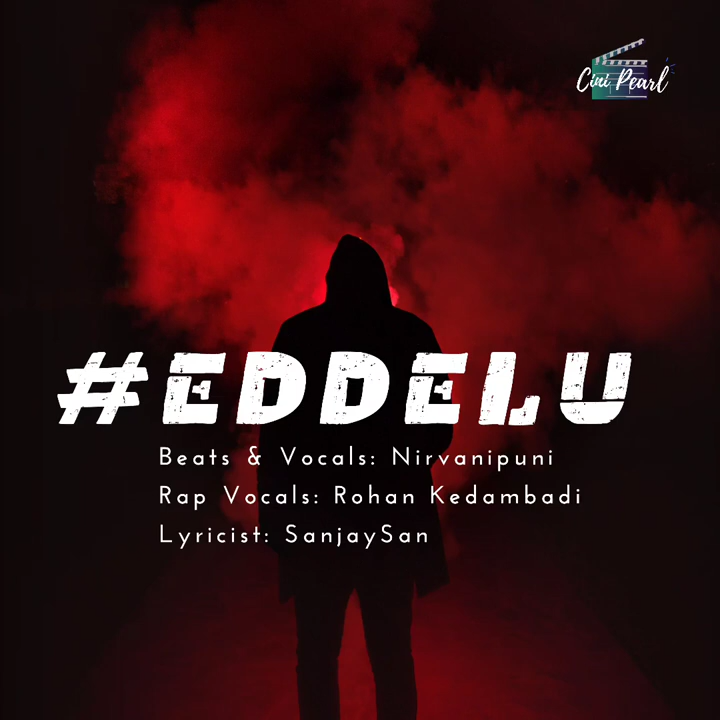 Cini Pearl
#EDDELU
Beats & Vocals: Nirvanipuni
Rap Vocals: Rohan Kedambadi
Lyricist: SanjaySan